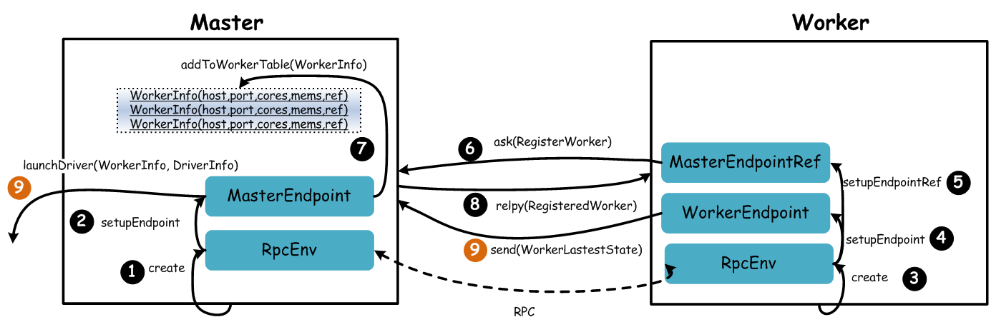 Master
Worker
addToWorkerTable(WorkerInfo)
WorkerInfo(host,port,cores,mems,ref)
WorkerInfo(host,port,cores,mems,ref)
WorkerInfo(host,port,cores,mems,ref)
7
6 ask(RegisterWorker)
launchDriver(WorkerInfo, DriverInfo)
9
MasterEndpoint
2 setupEndpoint
RpcEnv
1 create
8 relpy(RegisteredWorker)
9 send(WorkerLastestState)
RPC
MasterEndpointRef
setupEndpointRef 5
WorkerEndpoint
setupEndpoint 4
RpcEnv
create 3